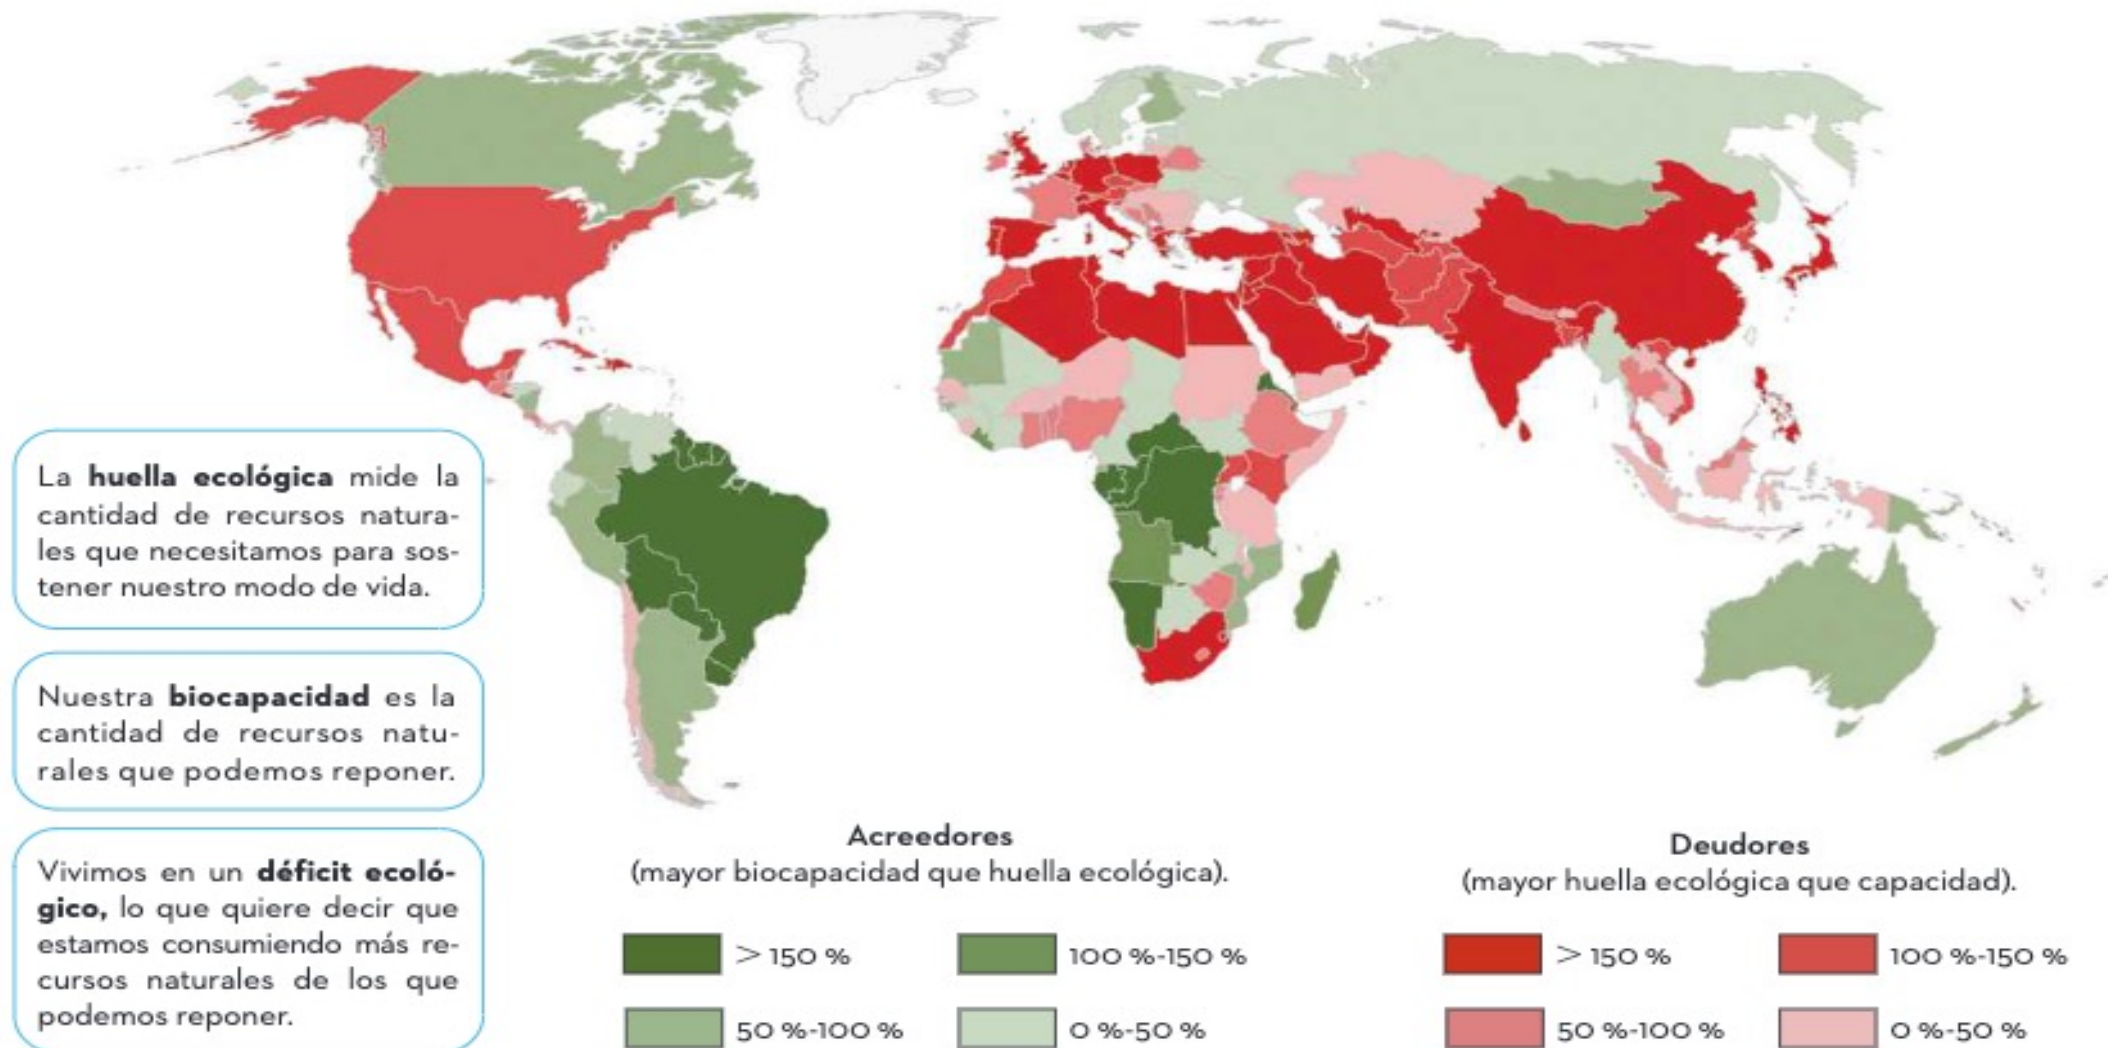 La huella ecológica mide la
cantidad de recursos natura-
les que necesitamos para sos-
tener nuestro modo de vida.
Nuestra biocapacidad es la
cantidad de recursos natu-
rales que podemos reponer.
Vivimos en un déficit ecoló-
gico, lo que quiere decir que
estamos consumiendo más re-
cursos naturales de los que
podemos reponer.
Acreedores
(mayor biocapacidad que huella ecológica).
> 150 %
100 %-150 %
50 %-100 %
0 %-50 %
Deudores
(mayor huella ecológica que capacidad).
> 150 %
100 %-150 %
50 %-100 %
0 %-50 %